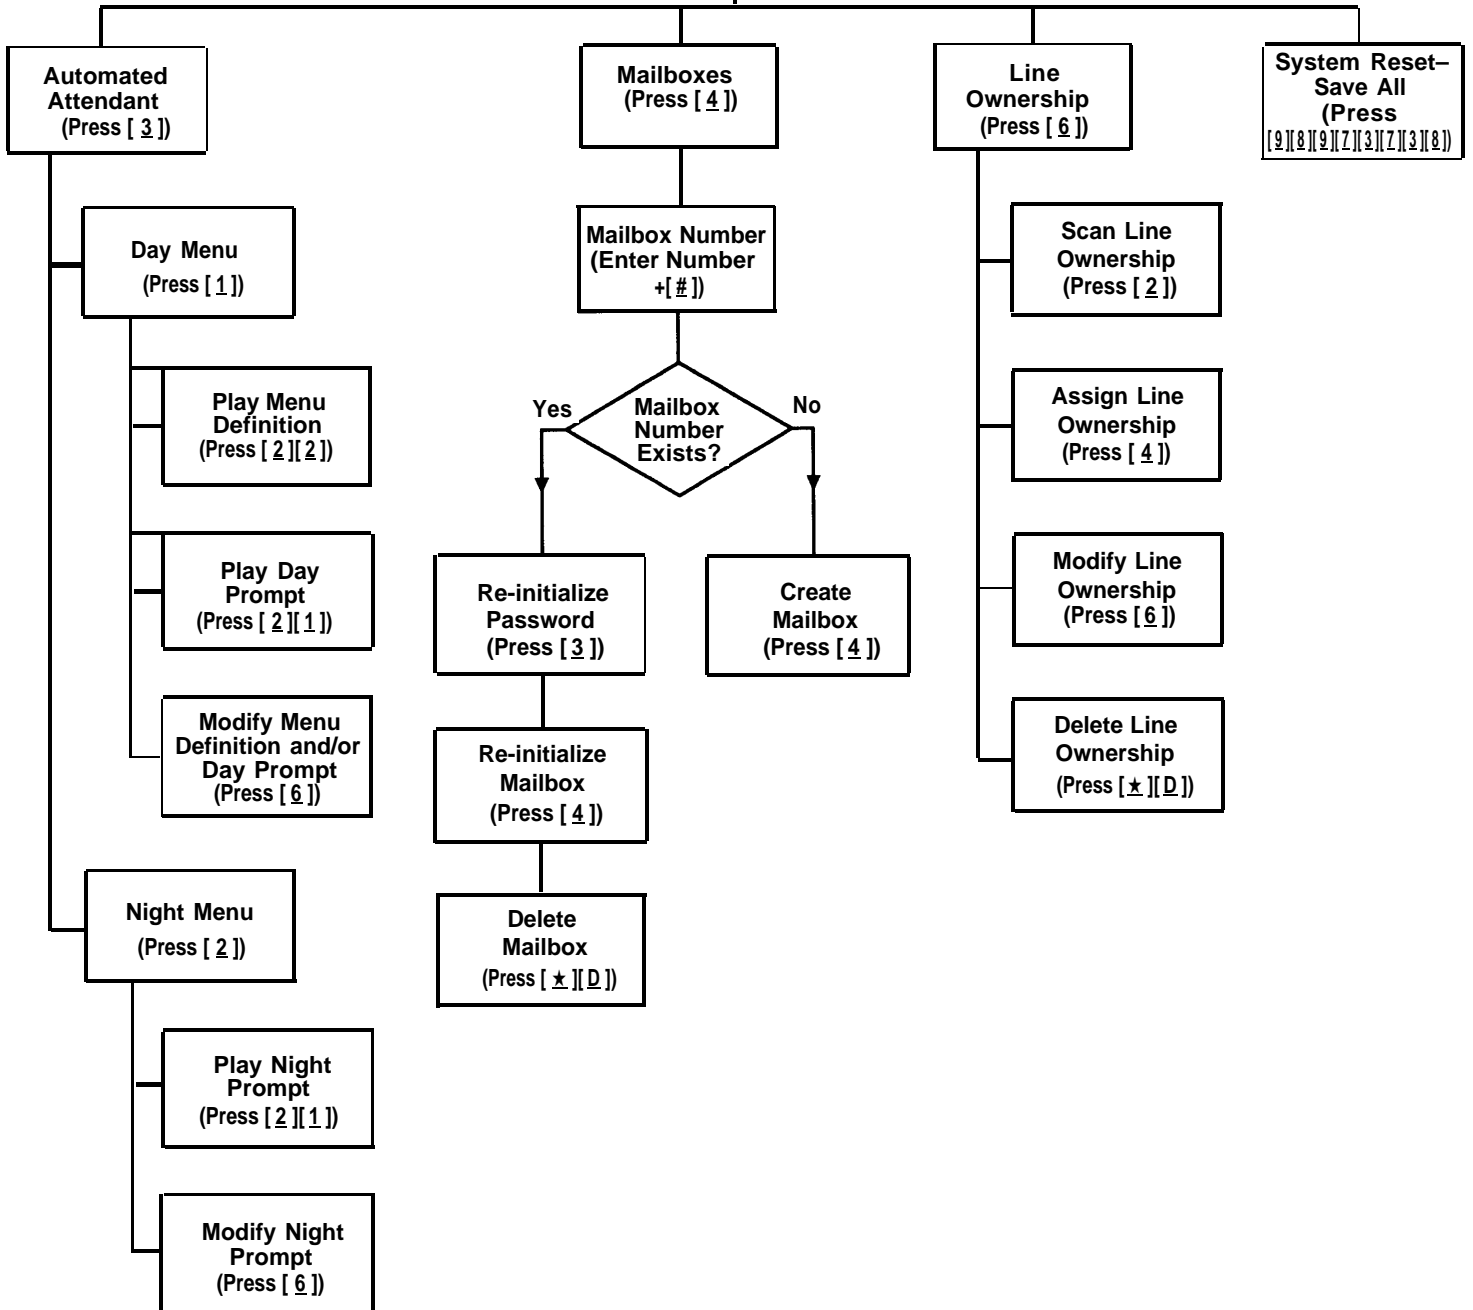 Automated
Attendant
(Press [ 3 ])
Mailboxes
(Press [ 4 ])
Line
Ownership
(Press [ 6 ])
System Reset–
Save All
(Press
[9][8][9][7][3][7][3][8])
Day Menu
(Press [ 1 ])
Mailbox Number
(Enter Number
+[ # ])
Scan Line
Ownership
(Press [ 2 ])
Play Menu
Definition
(Press [ 2 ][ 2 ])
Yes
Mailbox
Number
Exists?
No
Assign Line
Ownership
(Press [ 4 ])
Play Day
Prompt
(Press [ 2 ][ 1 ])
Re-initialize
Password
(Press [ 3 ])
Create
Mailbox
(Press [ 4 ])
Modify Line
Ownership
(Press [ 6 ])
Modify Menu
Definition and/or
Day Prompt
(Press [ 6 ])
Re-initialize
Mailbox
(Press [ 4 ])
Delete Line
Ownership
(Press [ ★ ][ D ])
Night Menu
(Press [ 2 ])
Delete
Mailbox
(Press [ ★ ][ D ])
Play Night
Prompt
(Press [ 2 ][ 1 ])
Modify Night
Prompt
(Press [ 6 ])